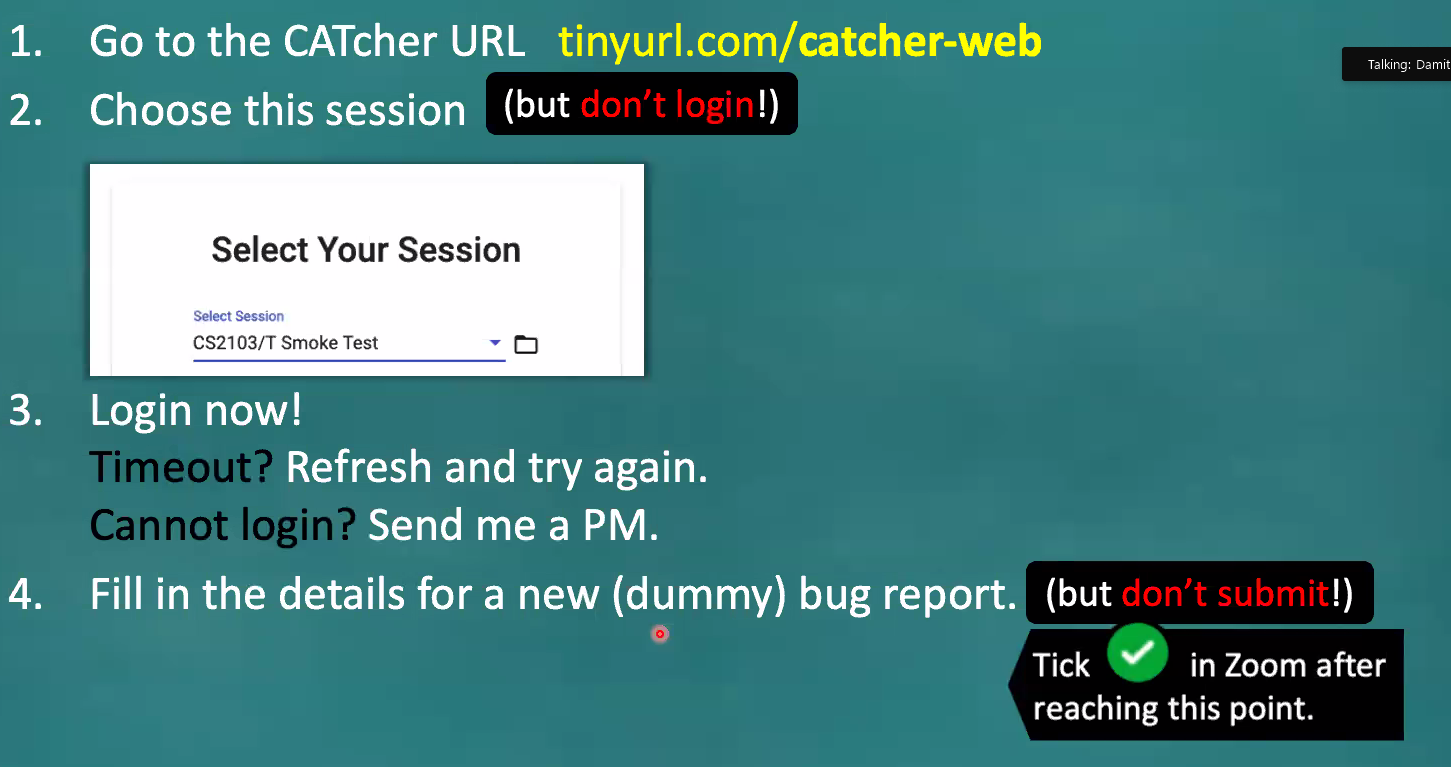 1. Go to the CATcher URL tinyurl.com/catcher-web
Talking: Damit
2. Choose this session (but don't login!)
Select Your Session
Select Session
CS2103/T Smoke Test
3. Login now!
Timeout? Refresh and try again.
Cannot login? Send me a PM.
4. Fill in the details for a new (dummy) bug report. (but don't submit!)
Tick in Zoom after
reaching this point.